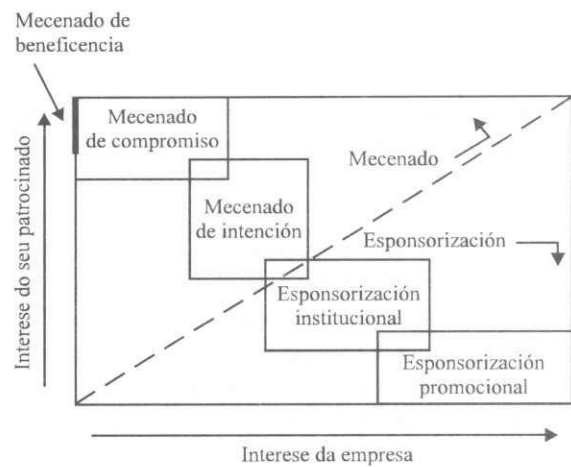 Mecenado de
beneficencia
Mecenado
de compromiso
Mecenado
Mecenado
de intención
Esponsorización
Esponsorización
institucional
Esponsorización
promocional
Interese do seu patrocinado
Interese da empresa